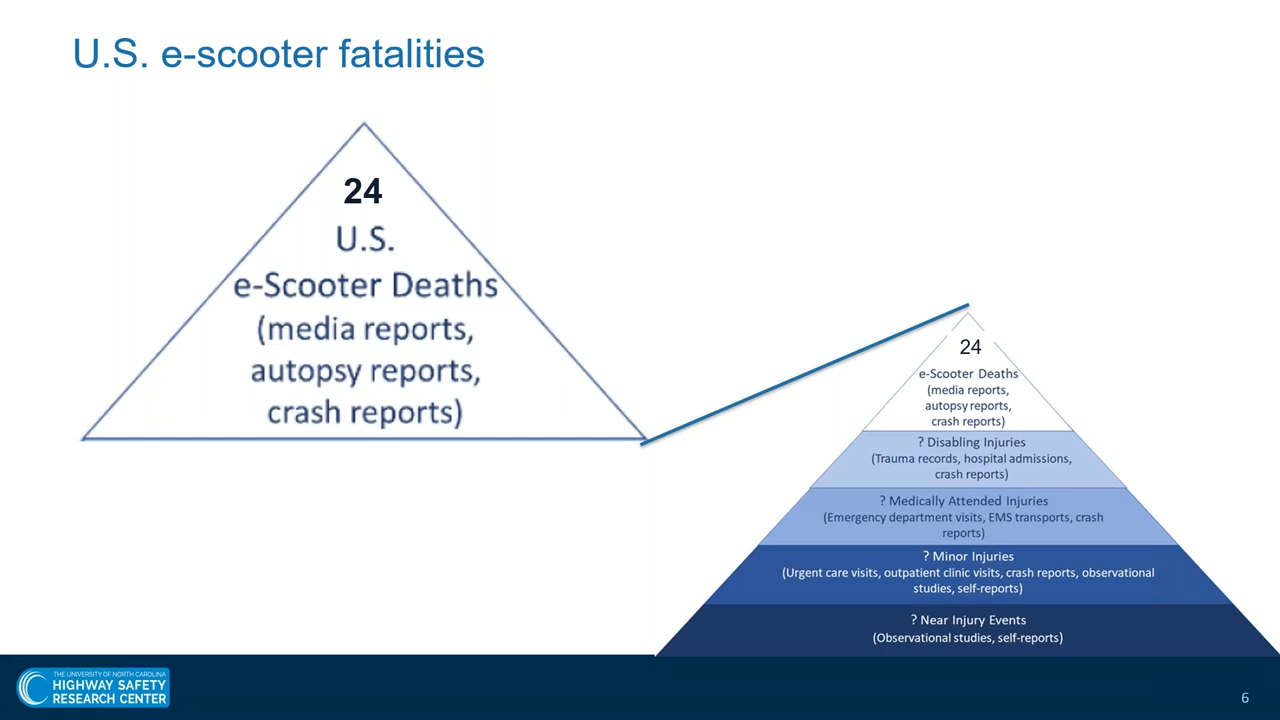 U.S. e-scooter fatalities
24
U.S.
e-Scooter Deaths
(media reports,
autopsy reports,
crash reports)
24
e-Scooter Deaths
(media reports,
autopsy reports,
crash reports)
? Disabling Injuries
(Trauma records, hospital admissions,
crash reports)
? Medically Attended Injuries
(Emergency department visits, EMS transports, crash
reports)
? Minor Injuries
(Urgent care visits, outpatient clinic visits, crash reports, observational
studies, self-reports)
? Near Injury Events
(Observational studies, self-reports)
THE UNIVERSITY OF NORTH CAROLINA
HIGHWAY SAFETY
RESEARCH CENTER
6